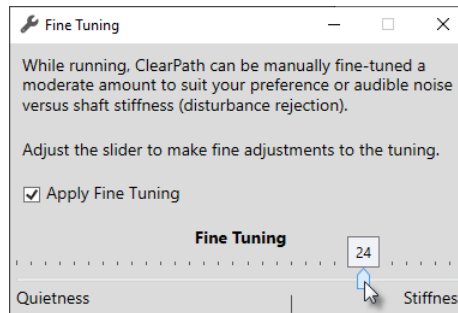 Fine Tuning
While running, ClearPath can be manually fine-tuned a
moderate amount to suit your preference or audible noise
versus shaft stiffness (disturbance rejection).
Adjust the slider to make fine adjustments to the tuning.
Apply Fine Tuning
Fine Tuning
24
Quietness Stiffnes